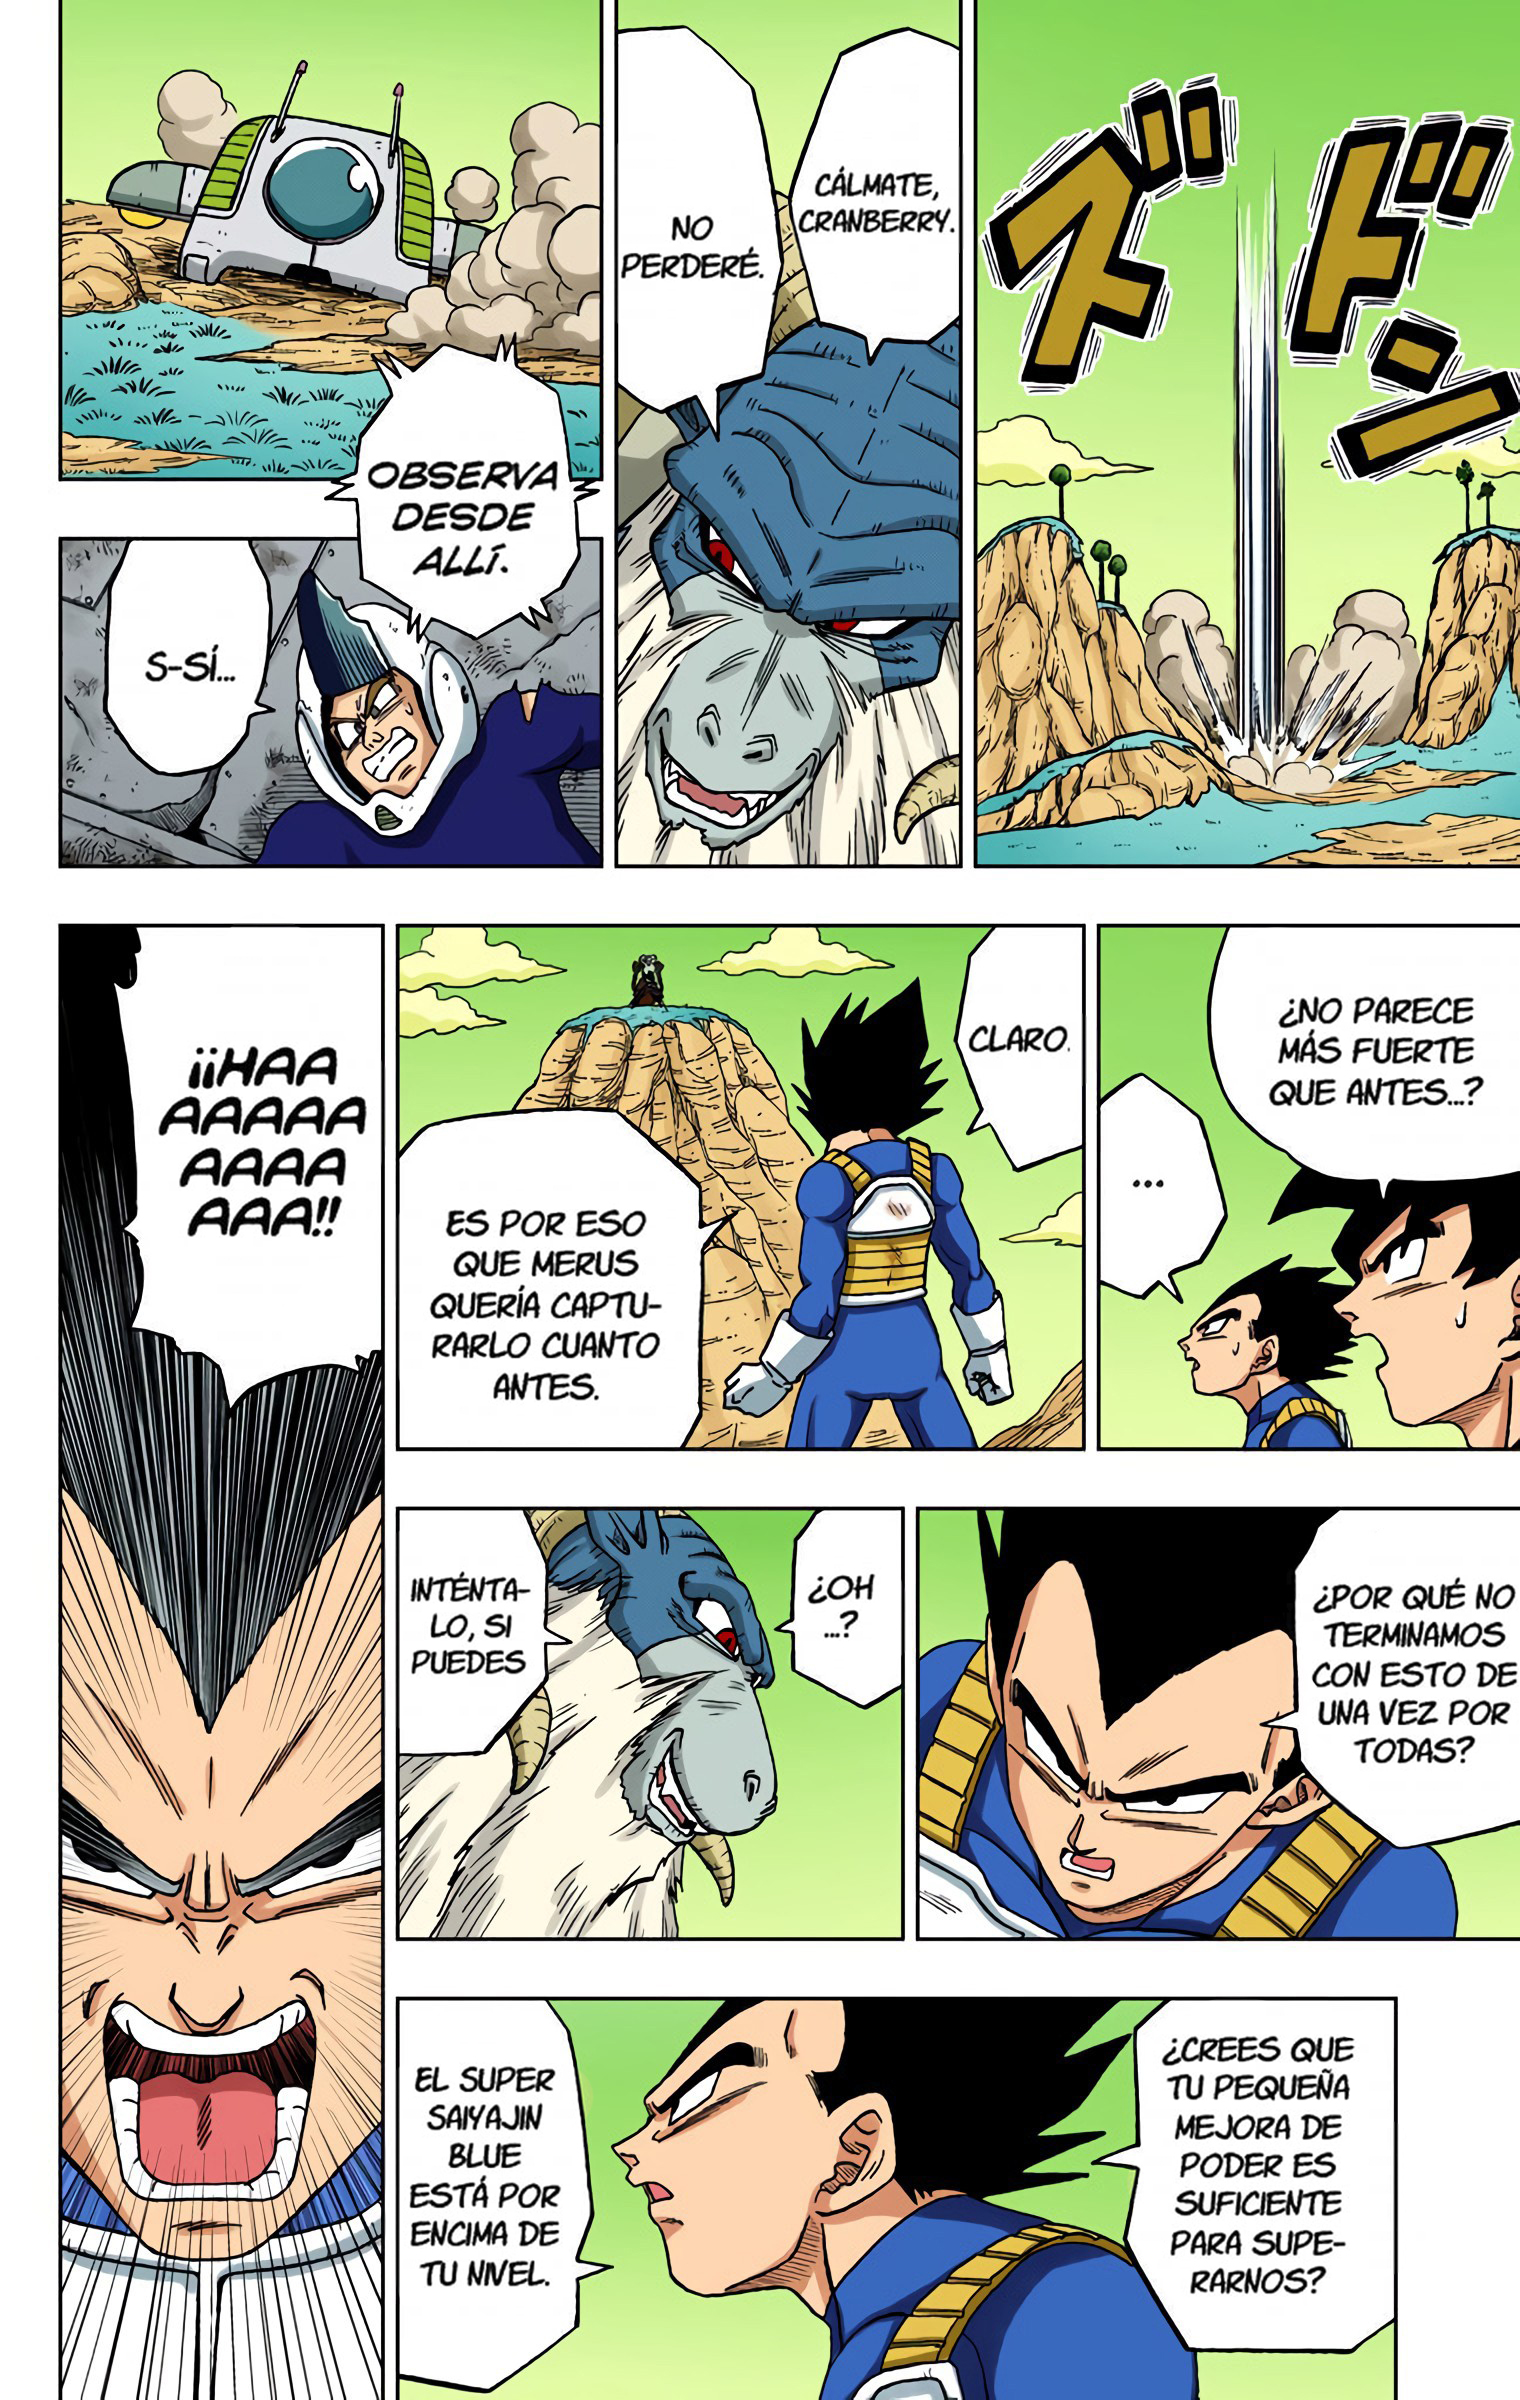 ズドン
CÁLMATE,
CRANBERRY.
NO
PERDERÉ.
OBSERVA
DESDE
ALLÍ.
S-SÍ...
¿NO PARECE
MÁS FUERTE
QUE ANTES...?
...
CLARO.
ES POR ESO
QUE MERUS
QUERÍA CAPTU-
RARLO CUANTO
ANTES.
¿POR QUÉ NO
TERMINAMOS
CON ESTO DE
UNA VEZ POR
TODAS?
¿OH
...?
INTÉNTA-
LO, SI
PUEDES
¿CREES QUE
TU PEQUEÑA
MEJORA DE
PODER ES
SUFICIENTE
PARA SUPE-
RARNOS?
EL SUPER
SAIYAJIN
BLUE
ESTÁ POR
ENCIMA DE
TU NIVEL.
¡¡HAA
AAAAA
AAAA
AAA!!